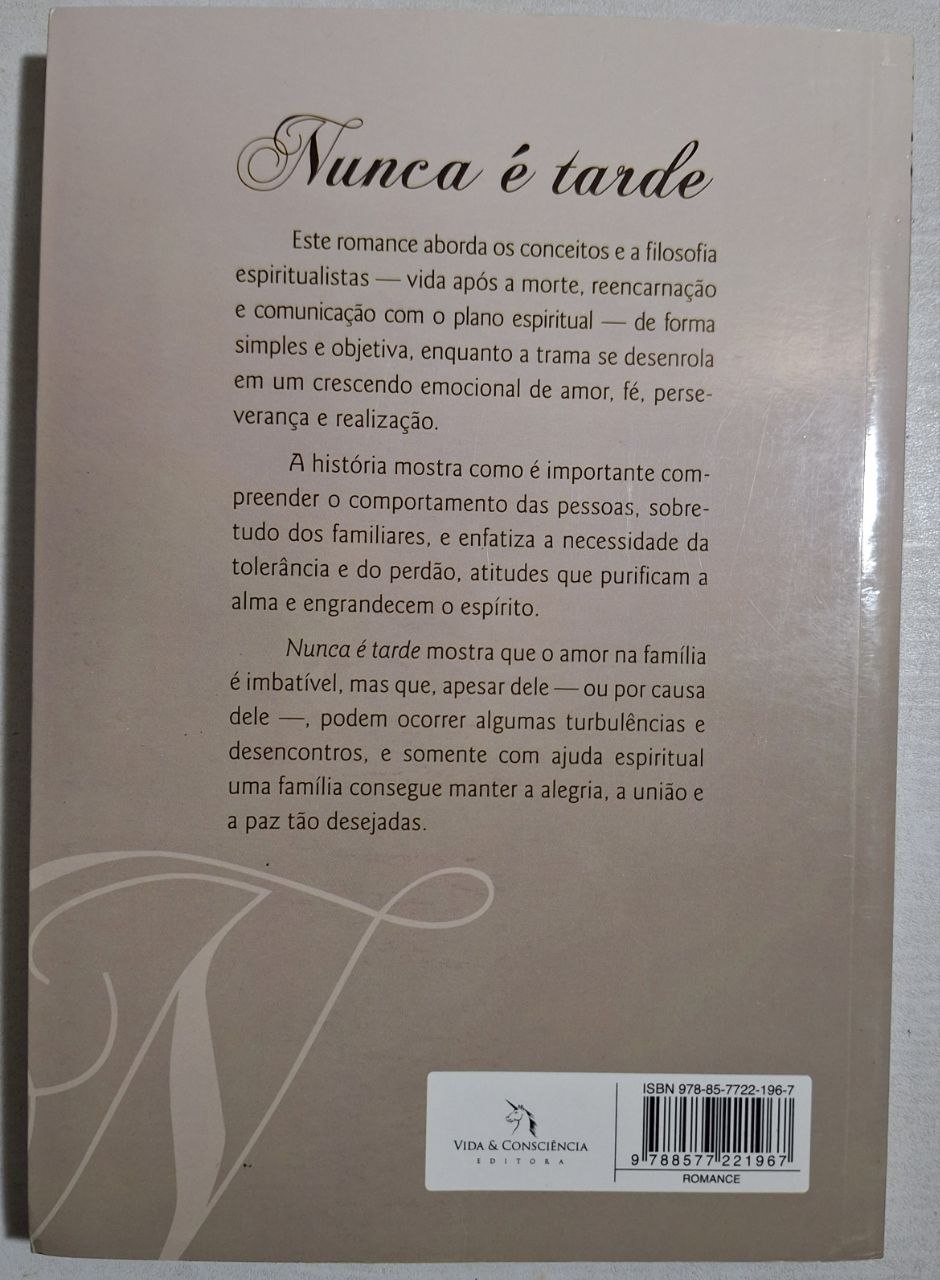 Nunca é tarde
Este romance aborda os conceitos e a filosofia
espiritualistas — vida após a morte, reencarnação
e comunicação com o plano espiritual — de forma
simples e objetiva, enquanto a trama se desenrola
em um crescendo emocional de amor, fé, perse-
verança e realização.
A história mostra como é importante com-
preender o comportamento das pessoas, sobre-
tudo dos familiares, e enfatiza a necessidade da
tolerância e do perdão, atitudes que purificam a
alma e engrandecem o espírito.
Nunca é tarde mostra que o amor na família
é imbatível, mas que, apesar dele — ou por causa
dele —, podem ocorrer algumas turbulências e
desencontros, e somente com ajuda espiritual
uma família consegue manter a alegria, a união e
a paz tão desejadas.
N
VIDA & CONSCIÊNCIA
EDITORA
ISBN 978-85-7722-196-7
9 788577 221967
ROMANCE